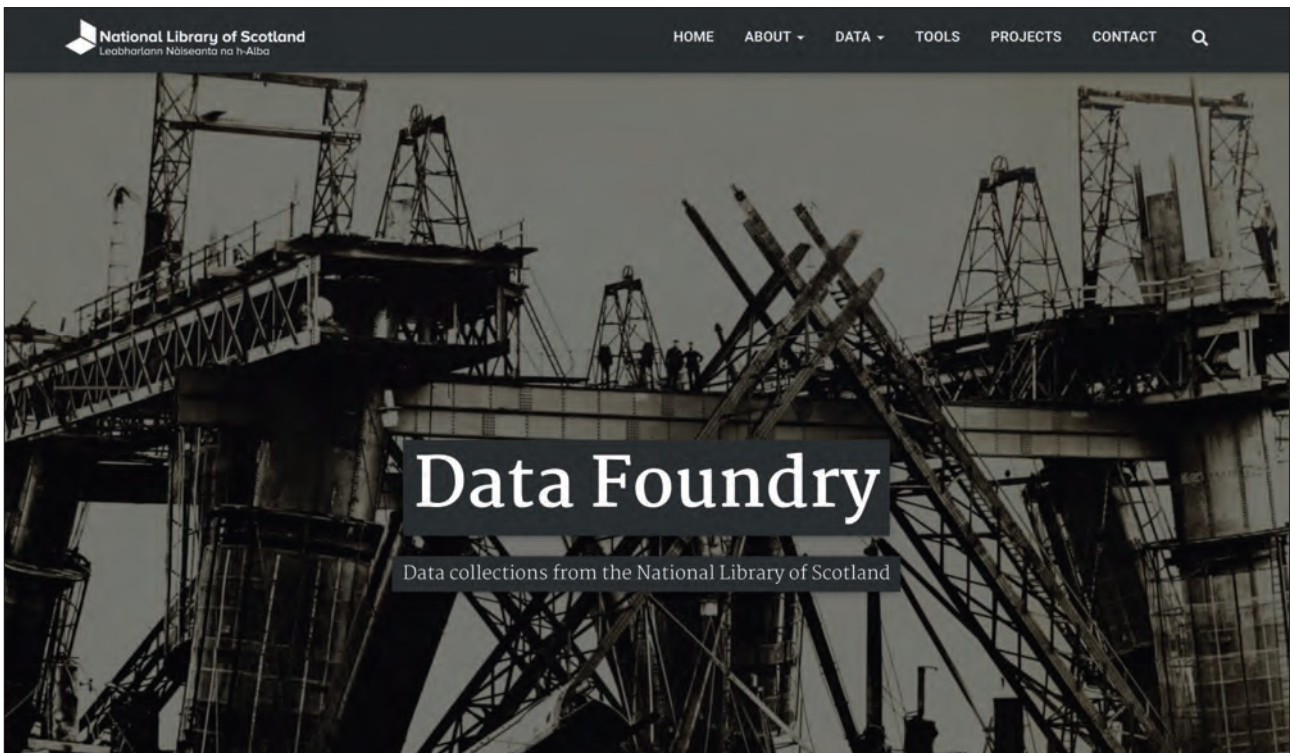 National Library of Scotland
Leabharlann Nàiseanta na h-Alba
HOME ABOUT DATA TOOLS PROJECTS CONTACT
Data Foundry
Data collections from the National Library of Scotland